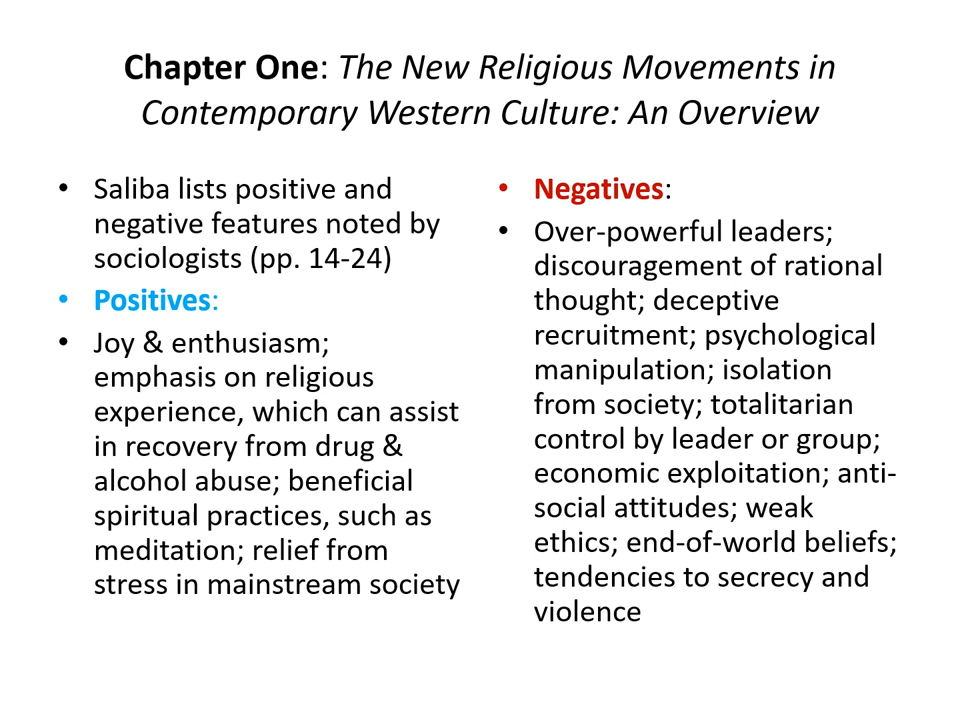 Chapter One: The New Religious Movements in
Contemporary Western Culture: An Overview
• Saliba lists positive and
negative features noted by
sociologists (pp. 14-24)
• Positives:
• Joy & enthusiasm;
emphasis on religious
experience, which can assist
in recovery from drug &
alcohol abuse; beneficial
spiritual practices, such as
meditation; relief from
stress in mainstream society
• Negatives:
• Over-powerful leaders;
discouragement of rational
thought; deceptive
recruitment; psychological
manipulation; isolation
from society; totalitarian
control by leader or group;
economic exploitation; anti-
social attitudes; weak
ethics; end-of-world beliefs;
tendencies to secrecy and
violence